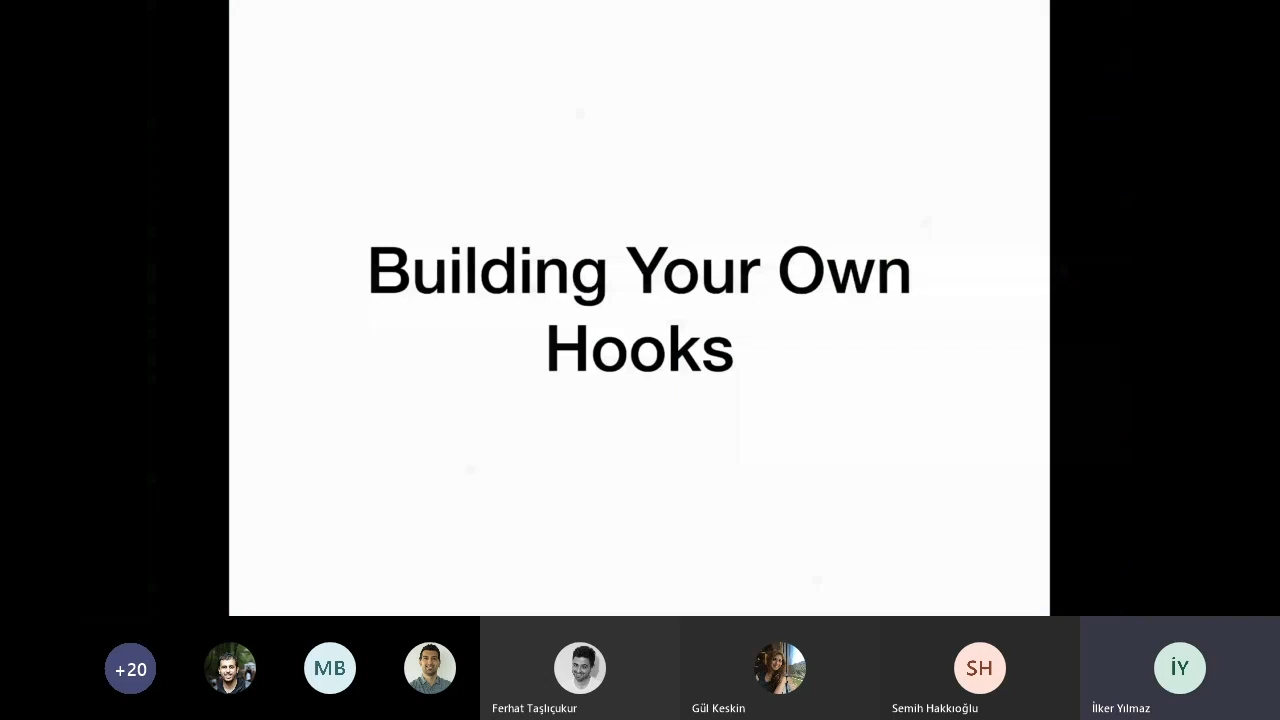 Building Your Own
Hooks
+20
MB
SH
İY
Ferhat Taşlıçukur
Gül Keskin
Semih Hakkıoğlu
İlker Yılmaz